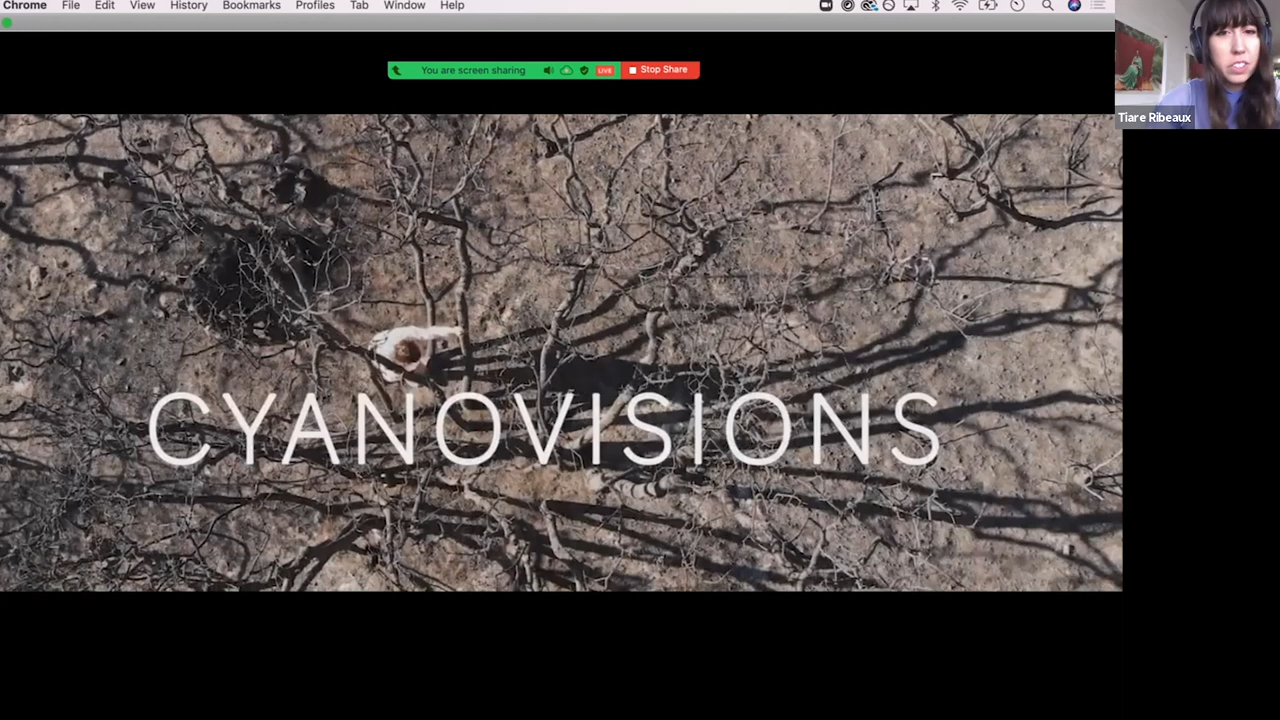 Chrome File Edit View History Bookmarks Profiles Tab Window Help
You are screen sharing LIVE Stop Share
Tiare Ribeaux
CYANOVISIONS